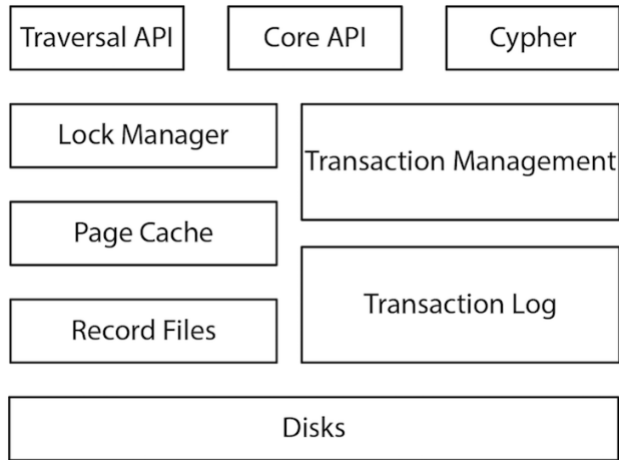 Traversal API
Core API
Cypher
Lock Manager
Transaction Management
Page Cache
Transaction Log
Record Files
Disks